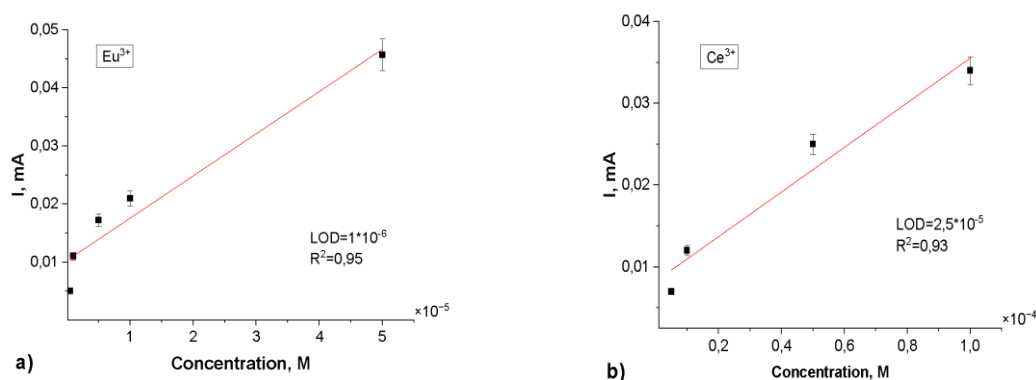 Eu³⁺
I, mA
0,05
0,04
0,03
0,02
0,01
LOD=1*10⁻⁶
R²=0,95
1
2
3
4
5
×10⁻⁵
Concentration, M
a)
Ce³⁺
I, mA
0,04
0,03
0,02
0,01
LOD=2,5*10⁻⁵
R²=0,93
0,2
0,4
0,6
0,8
1,0
×10⁻⁴
Concentration, M
b)